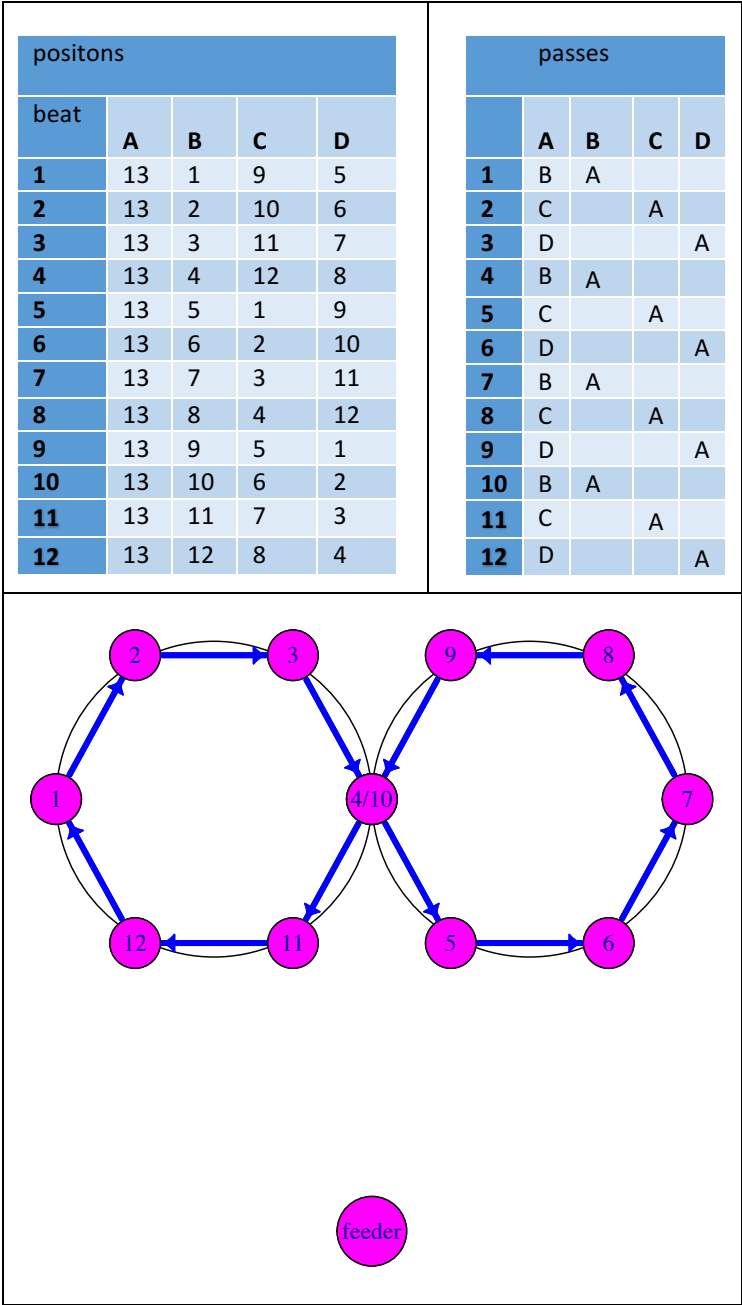 positons
beat A B C D
1 13 1 9 5
2 13 2 10 6
3 13 3 11 7
4 13 4 12 8
5 13 5 1 9
6 13 6 2 10
7 13 7 3 11
8 13 8 4 12
9 13 9 5 1
10 13 10 6 2
11 13 11 7 3
12 13 12 8 4
passes
A B C D
1 B A
2 C A
3 D A
4 B A
5 C A
6 D A
7 B A
8 C A
9 D A
10 B A
11 C A
12 D A
2 3 9 8
1 4/10 7
12 11 5 6
feeder